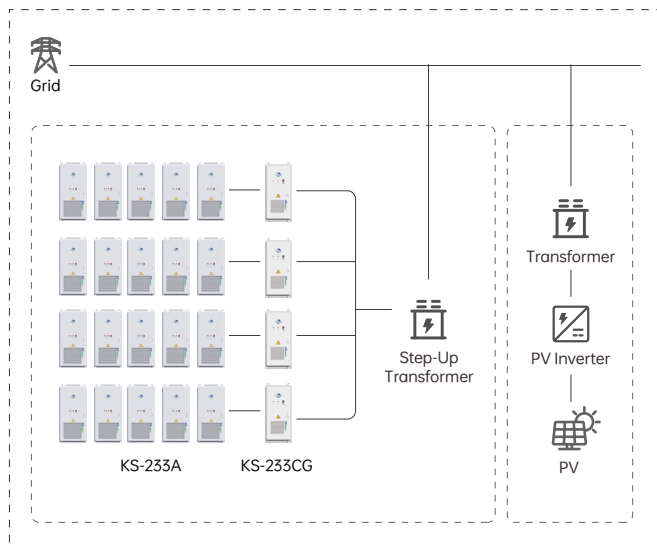 Grid
Transformer
PV Inverter
Step-Up
Transformer
KS-233A
KS-233CG
PV